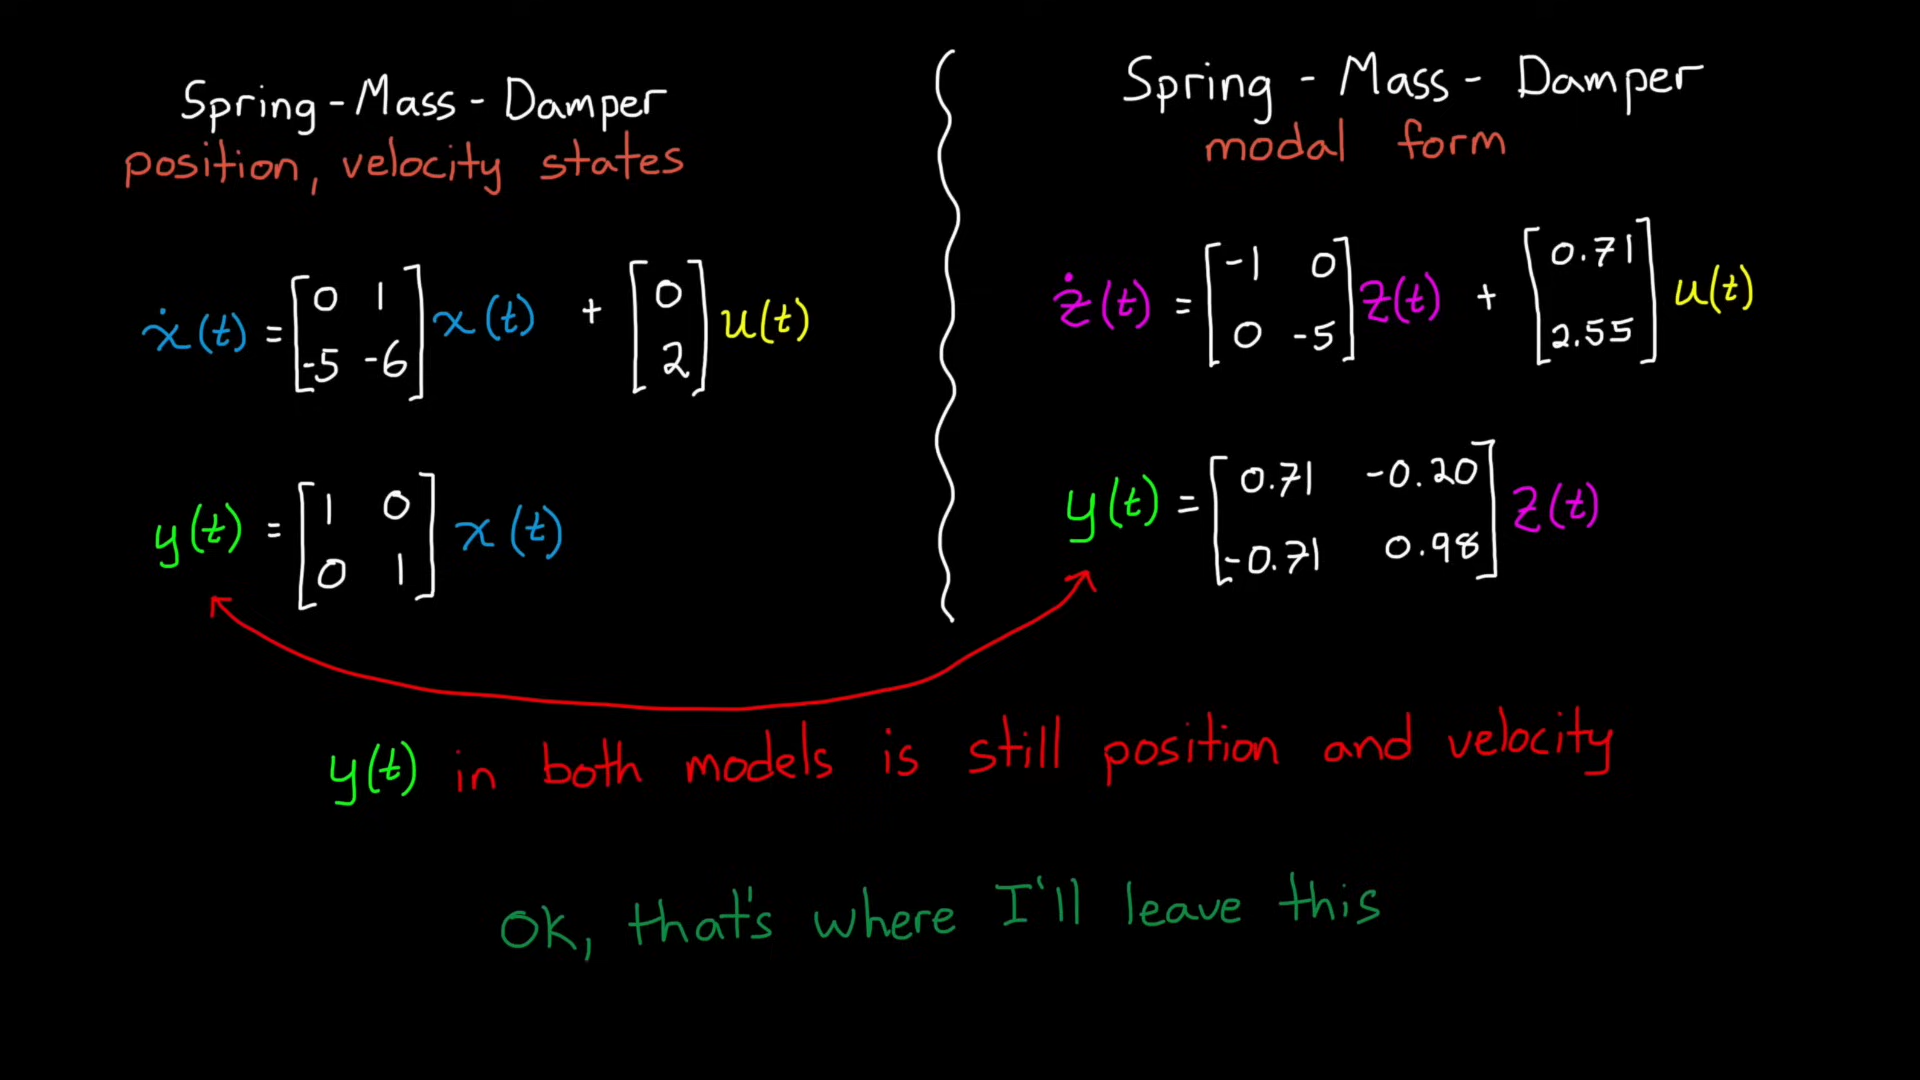 Spring-Mass-Damper
position, velocity states
ẋ(t) = [0 1; -5 -6] x(t) + [0; 2] u(t)
y(t) = [1 0; 0 1] x(t)
Spring-Mass-Damper
modal form
ż(t) = [-1 0; 0 -5] z(t) + [0.71; 2.55] u(t)
y(t) = [0.71 -0.20; -0.71 0.98] z(t)
y(t) in both models is still position and velocity
Ok, that's where I'll leave this